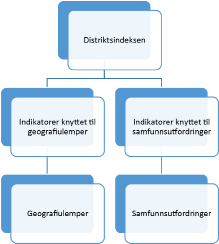 Distriktsindeksen
Indikatorer knyttet til
geografiulemper
Indikatorer knyttet til
samfunnsutfordringer
Geografiulemper
Samfunnsutfordringer